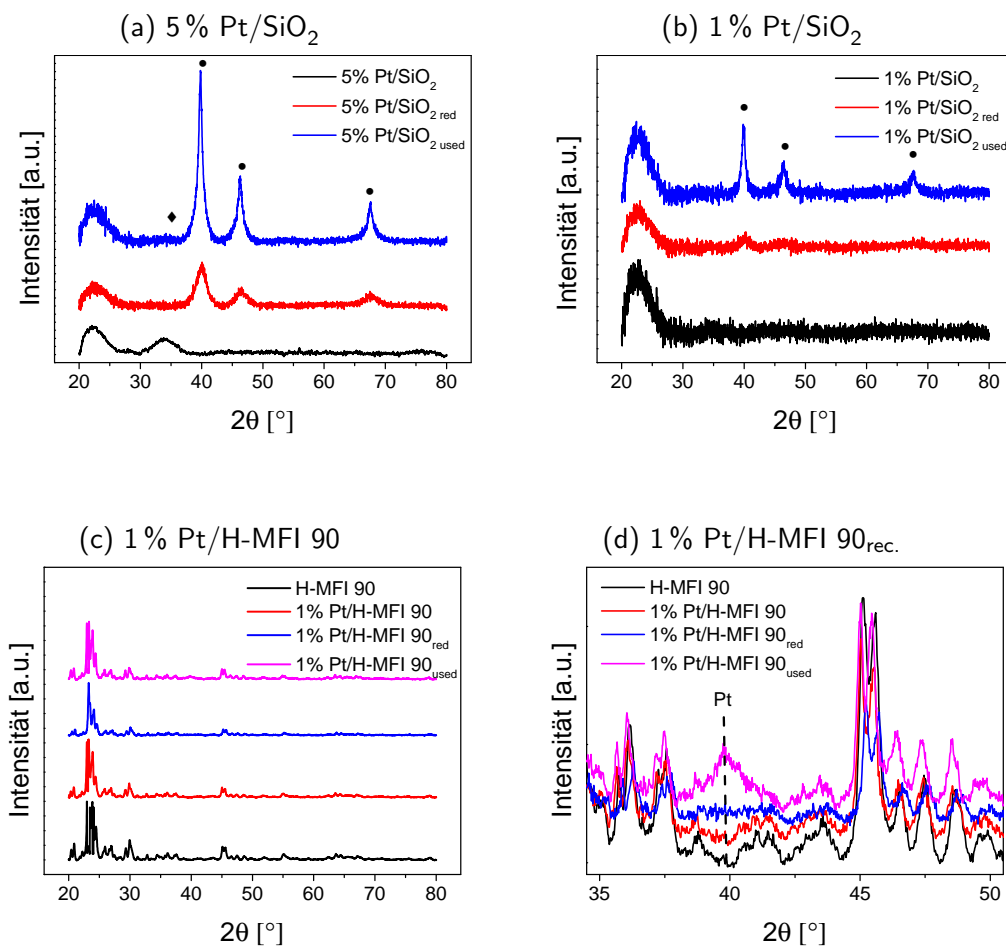 (a) 5 % Pt/SiO2
5% Pt/SiO2
5% Pt/SiO2 red
5% Pt/SiO2 used
Intensität [a.u.]
20 30 40 50 60 70 80
2θ [°]
(b) 1 % Pt/SiO2
1% Pt/SiO2
1% Pt/SiO2 red
1% Pt/SiO2 used
Intensität [a.u.]
20 30 40 50 60 70 80
2θ [°]
(c) 1 % Pt/H-MFI 90
H-MFI 90
1% Pt/H-MFI 90
1% Pt/H-MFI 90red
1% Pt/H-MFI 90used
Intensität [a.u.]
20 30 40 50 60 70 80
2θ [°]
(d) 1 % Pt/H-MFI 90rec.
H-MFI 90
1% Pt/H-MFI 90
1% Pt/H-MFI 90red
1% Pt/H-MFI 90used
Pt
Intensität [a.u.]
35 40 45 50
2θ [°]